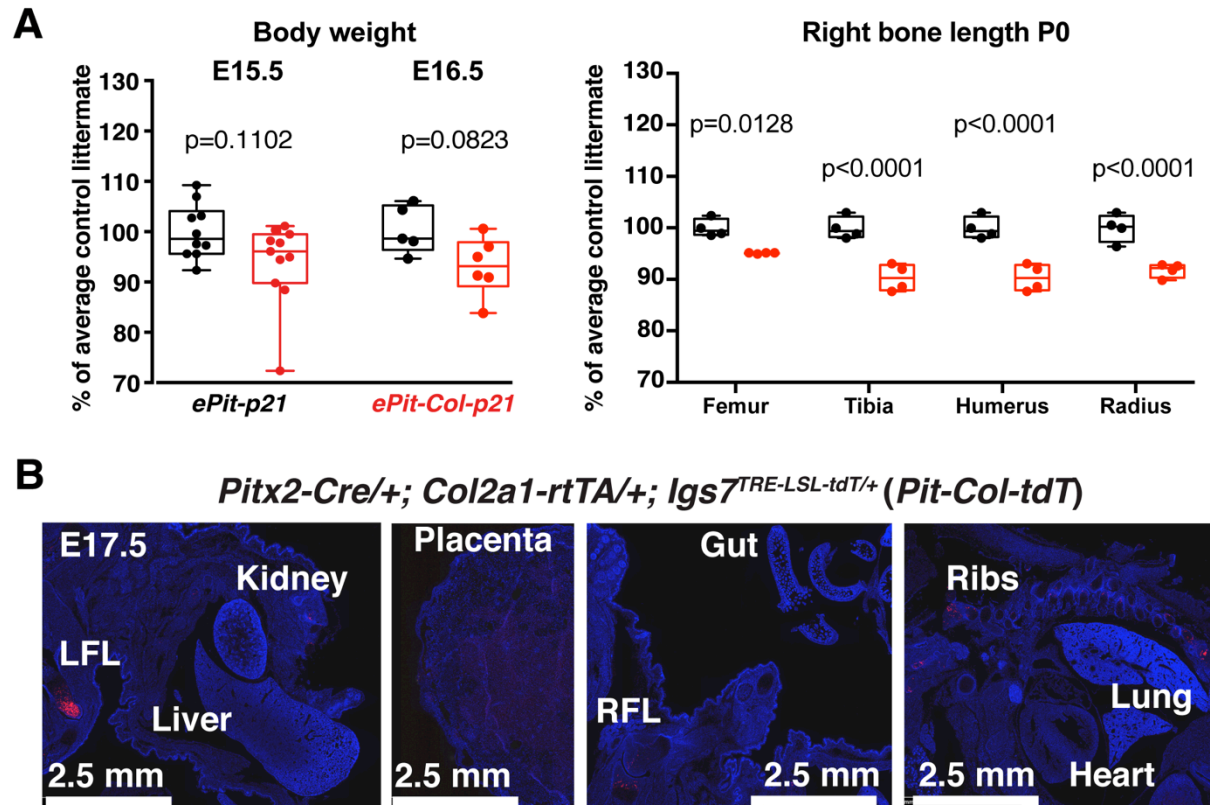 A
Body weight
E15.5 E16.5
% of average control littermate
130
120
110
100
90
80
70
p=0.1102
p=0.0823
ePit-p21
ePit-Col-p21
Right bone length P0
% of average control littermate
130
120
110
100
90
80
70
p=0.0128
p<0.0001
p<0.0001
p<0.0001
Femur
Tibia
Humerus
Radius
B
Pitx2-Cre/+; Col2a1-rtTA/+; Igs7TRE-LSL-tdT/+ (Pit-Col-tdT)
E17.5
Kidney
LFL
Liver
2.5 mm
Placenta
2.5 mm
Gut
RFL
2.5 mm
Ribs
Lung
2.5 mm
Heart